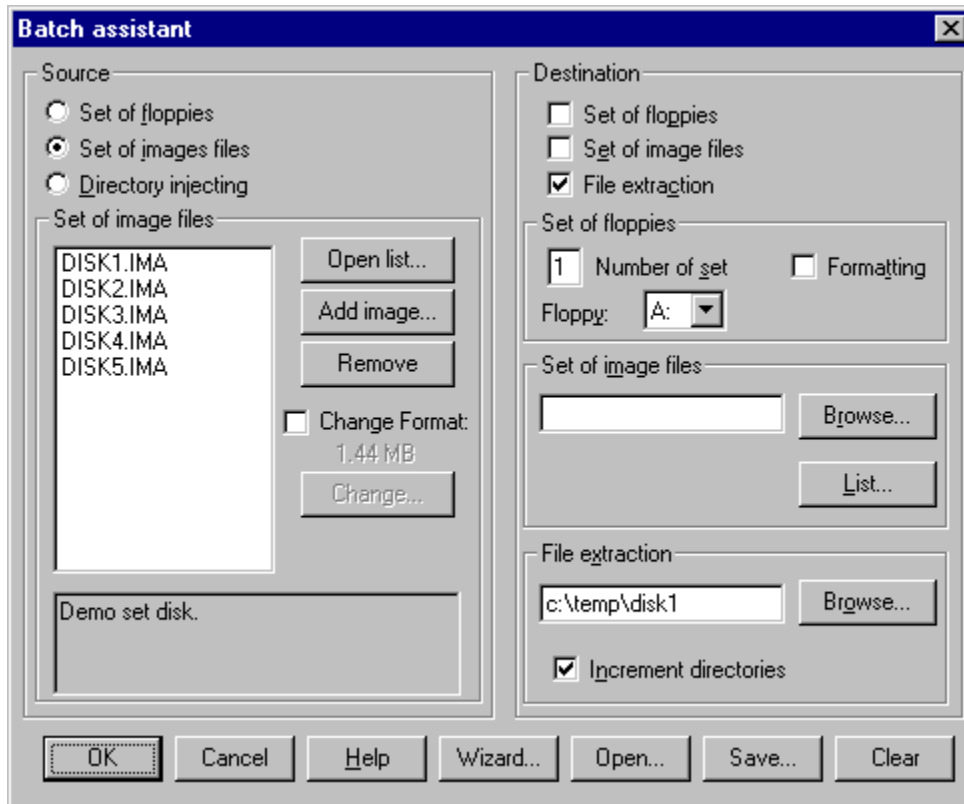 Batch assistant
Source
Set of floppies
Set of images files
Directory injecting
Set of image files
DISK1.IMA
DISK2.IMA
DISK3.IMA
DISK4.IMA
DISK5.IMA
Open list...
Add image...
Remove
Change Format:
1.44 MB
Change...
Demo set disk.
Destination
Set of floppies
Set of image files
File extraction
Set of floppies
1 Number of set Formatting
Floppy: A:
Set of image files
Browse...
List...
File extraction
c:\temp\disk1 Browse...
Increment directories
OK Cancel Help Wizard... Open... Save... Clear